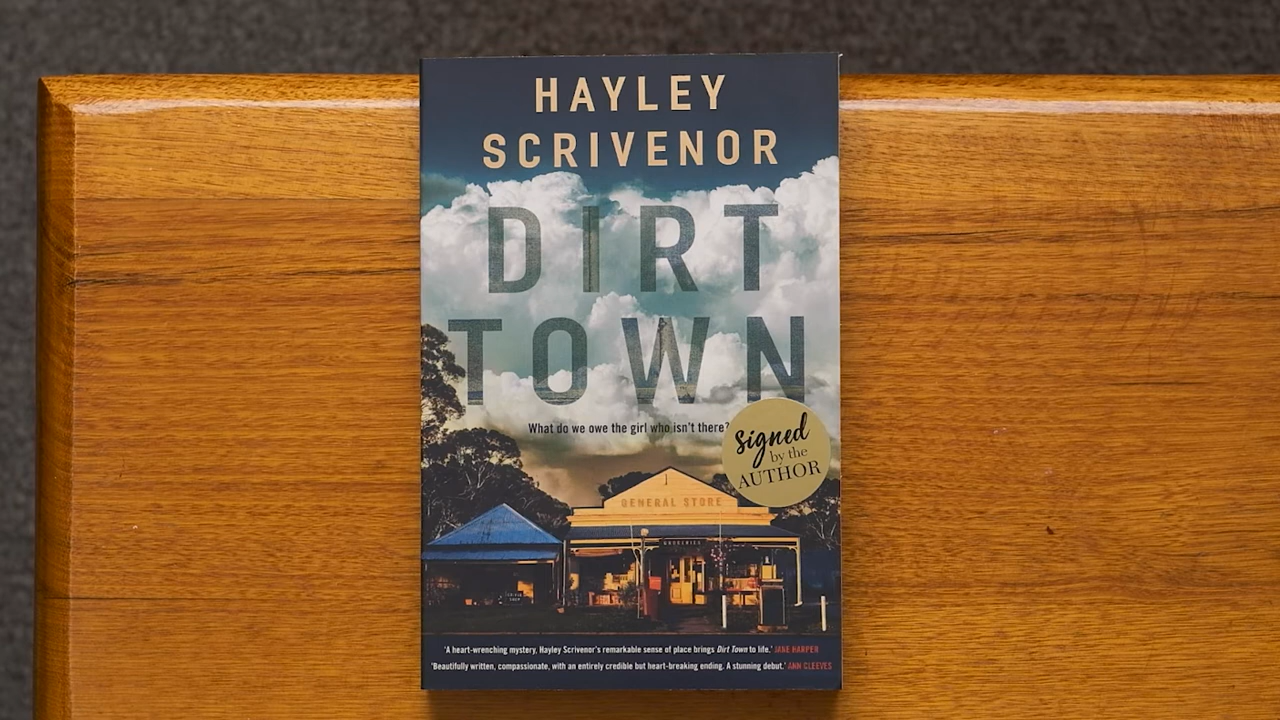 HAYLEY
SCRIVENOR
DIRT
TOWN
What do we owe the girl who isn't there?
Signed
by the
AUTHOR
GENERAL STORE
GROCERIES
'A heart-wrenching mystery, Hayley Scrivenor's remarkable sense of place brings Dirt Town to life.' JANE HARPER
'Beautifully written, compassionate, with an entirely credible but heart-breaking ending. A stunning debut.' ANN CLEEVES